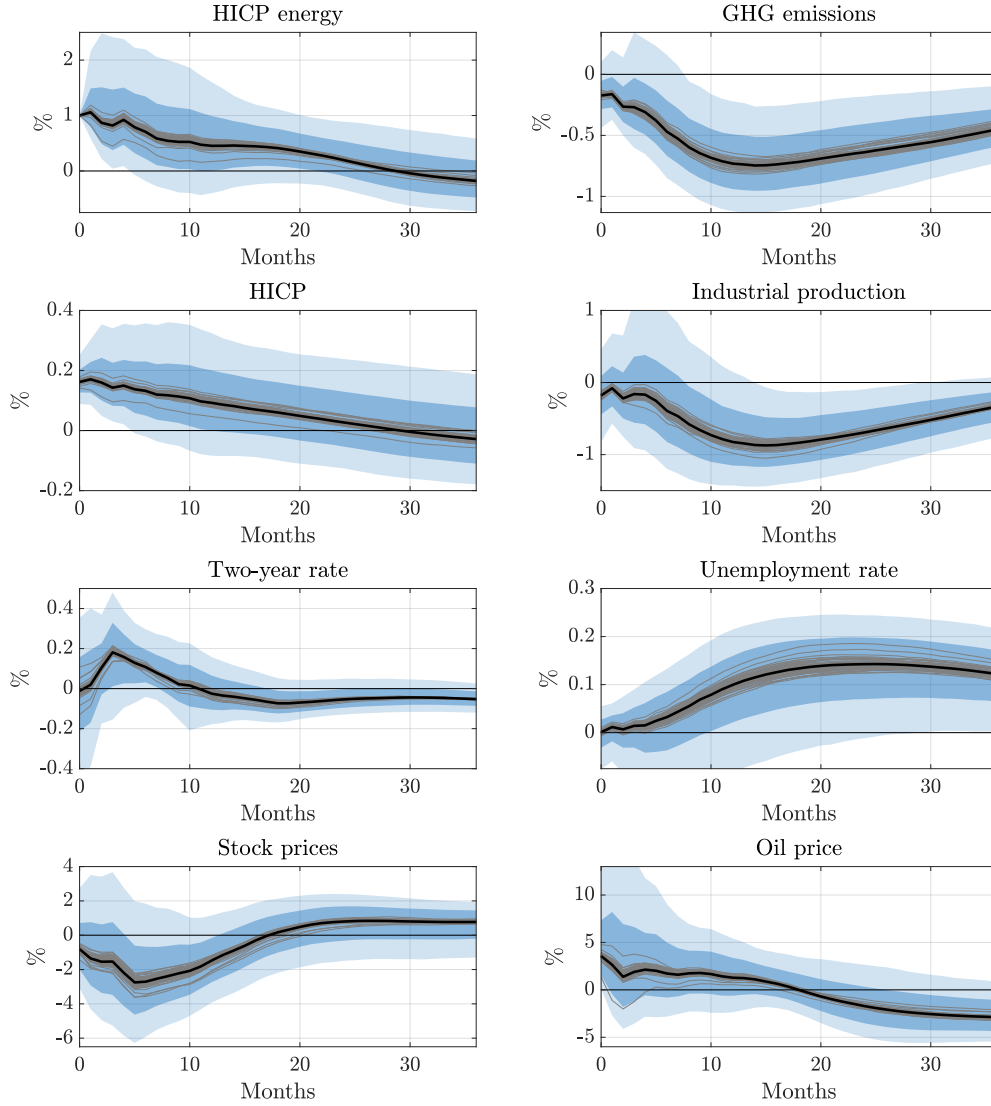 HICP energy
2
1
0
%
0 10 20 30
Months
GHG emissions
0
-0.5
-1
%
0 10 20 30
Months
HICP
0.4
0.2
0
-0.2
%
0 10 20 30
Months
Industrial production
1
0
-1
%
0 10 20 30
Months
Two-year rate
0.4
0.2
0
-0.2
-0.4
%
0 10 20 30
Months
Unemployment rate
0.3
0.2
0.1
0
%
0 10 20 30
Months
Stock prices
4
2
0
-2
-4
-6
%
0 10 20 30
Months
Oil price
10
5
0
-5
%
0 10 20 30
Months